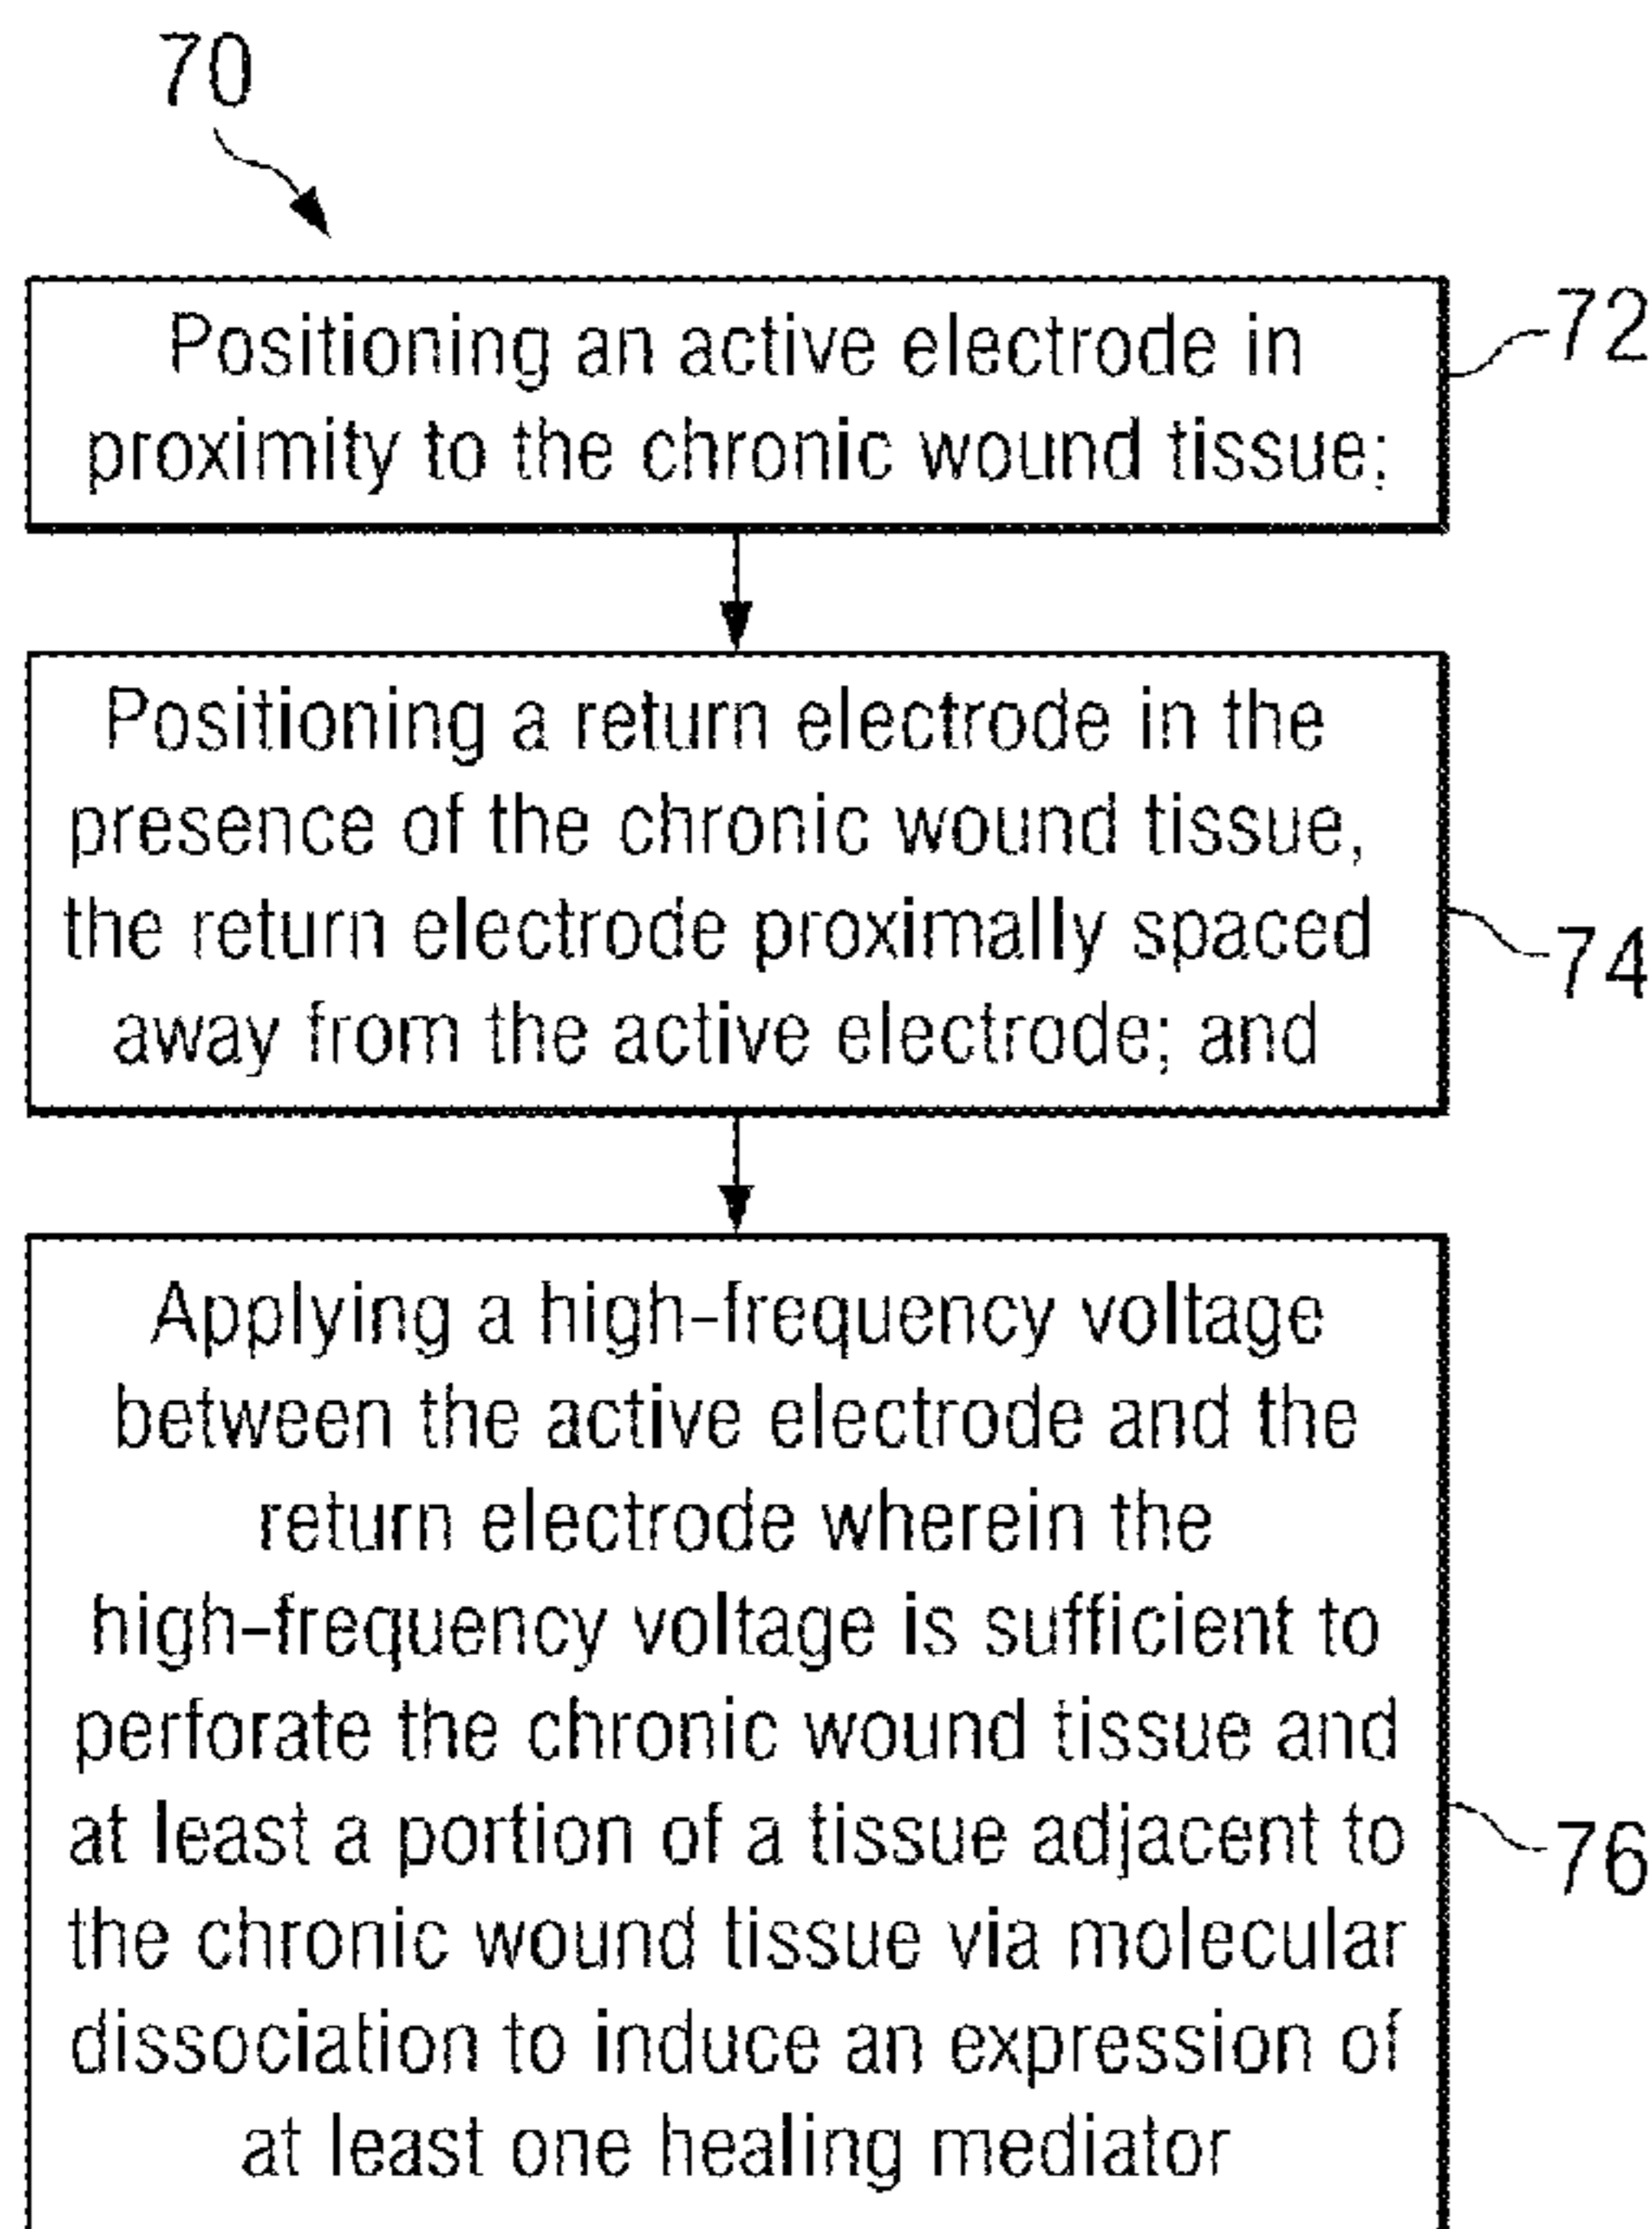 70
Positioning an active electrode in
proximity to the chronic wound tissue;
72
Positioning a return electrode in the
presence of the chronic wound tissue,
the return electrode proximally spaced
away from the active electrode; and
74
Applying a high-frequency voltage
between the active electrode and the
return electrode wherein the
high-frequency voltage is sufficient to
perforate the chronic wound tissue and
at least a portion of a tissue adjacent to
the chronic wound tissue via molecular
dissociation to induce an expression of
at least one healing mediator
76